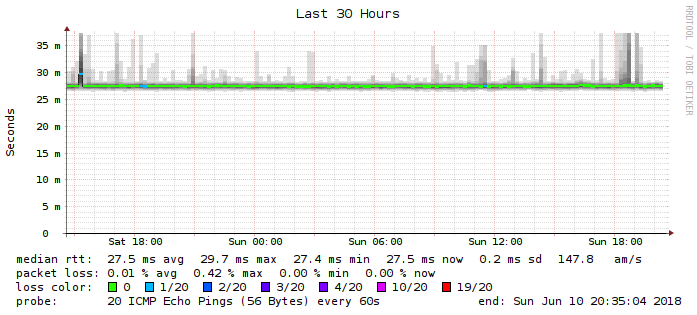 Last 30 Hours
RRDTOOL / TOBI OETIKER
Seconds
35 m
30 m
25 m
20 m
15 m
10 m
5 m
0
Sat 18:00 Sun 00:00 Sun 06:00 Sun 12:00 Sun 18:00
median rtt: 27.5 ms avg 29.7 ms max 27.4 ms min 27.5 ms now 0.2 ms sd 147.8 am/s
packet loss: 0.01 % avg 0.42 % max 0.00 % min 0.00 % now
loss color: 0 1/20 2/20 3/20 4/20 10/20 19/20
probe: 20 ICMP Echo Pings (56 Bytes) every 60s end: Sun Jun 10 20:35:04 2018